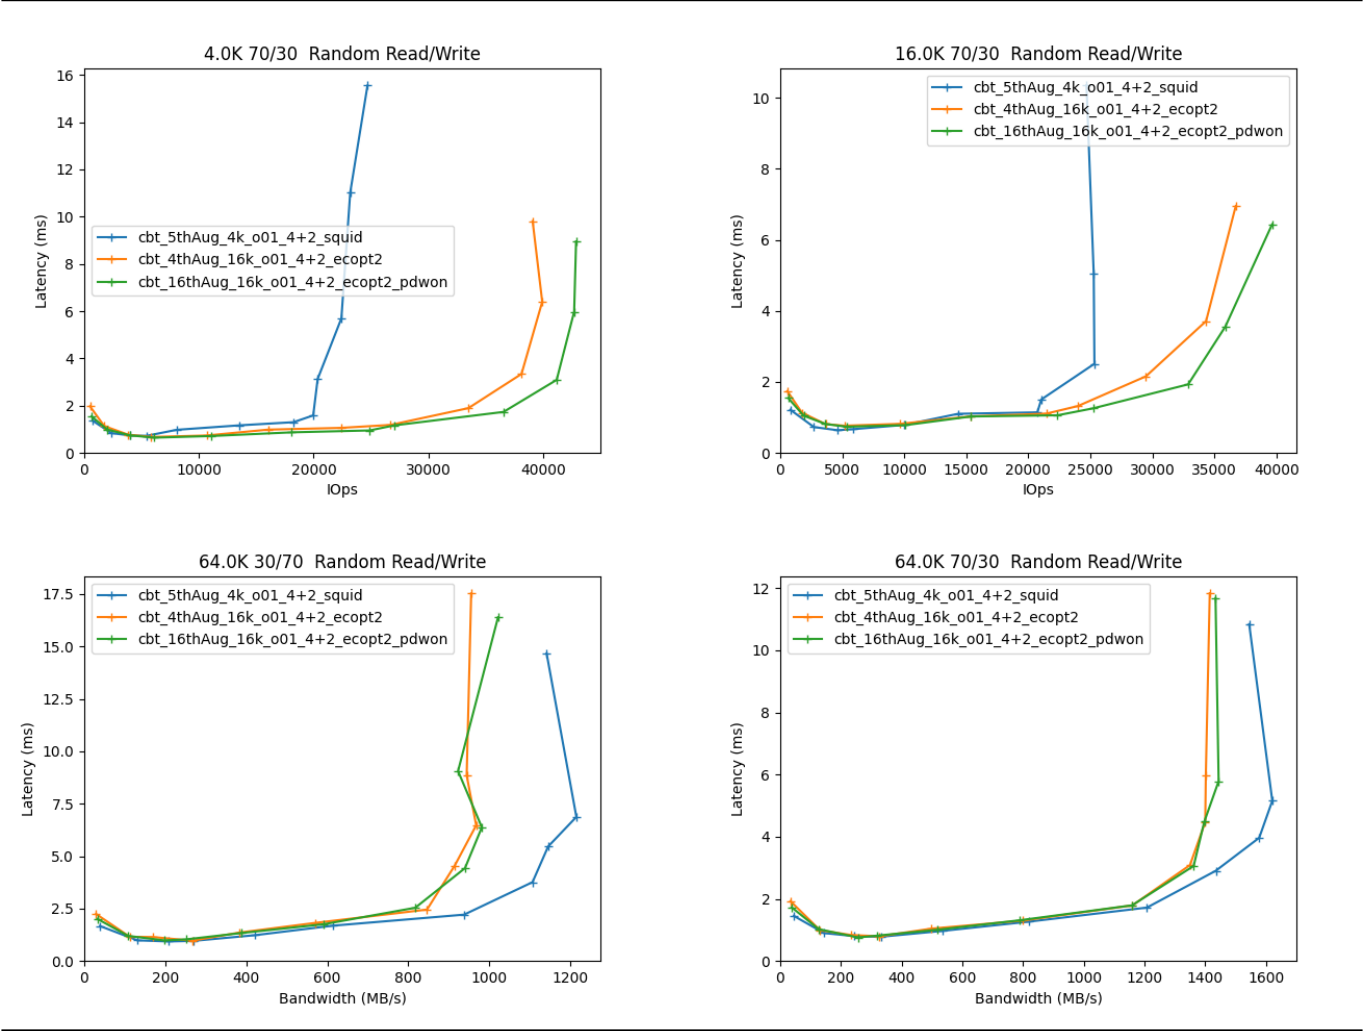 4.0K 70/30 Random Read/Write
16
14
12
10
8
6
4
2
0
Latency (ms)
cbt_5thAug_4k_o01_4+2_squid
cbt_4thAug_16k_o01_4+2_ecopt2
cbt_16thAug_16k_o01_4+2_ecopt2_pdwon
0 10000 20000 30000 40000
IOps
16.0K 70/30 Random Read/Write
10
8
6
4
2
0
Latency (ms)
cbt_5thAug_4k_o01_4+2_squid
cbt_4thAug_16k_o01_4+2_ecopt2
cbt_16thAug_16k_o01_4+2_ecopt2_pdwon
0 5000 10000 15000 20000 25000 30000 35000 40000
IOps
64.0K 30/70 Random Read/Write
17.5
15.0
12.5
10.0
7.5
5.0
2.5
0.0
Latency (ms)
cbt_5thAug_4k_o01_4+2_squid
cbt_4thAug_16k_o01_4+2_ecopt2
cbt_16thAug_16k_o01_4+2_ecopt2_pdwon
0 200 400 600 800 1000 1200
Bandwidth (MB/s)
64.0K 70/30 Random Read/Write
12
10
8
6
4
2
0
Latency (ms)
cbt_5thAug_4k_o01_4+2_squid
cbt_4thAug_16k_o01_4+2_ecopt2
cbt_16thAug_16k_o01_4+2_ecopt2_pdwon
0 200 400 600 800 1000 1200 1400 1600
Bandwidth (MB/s)